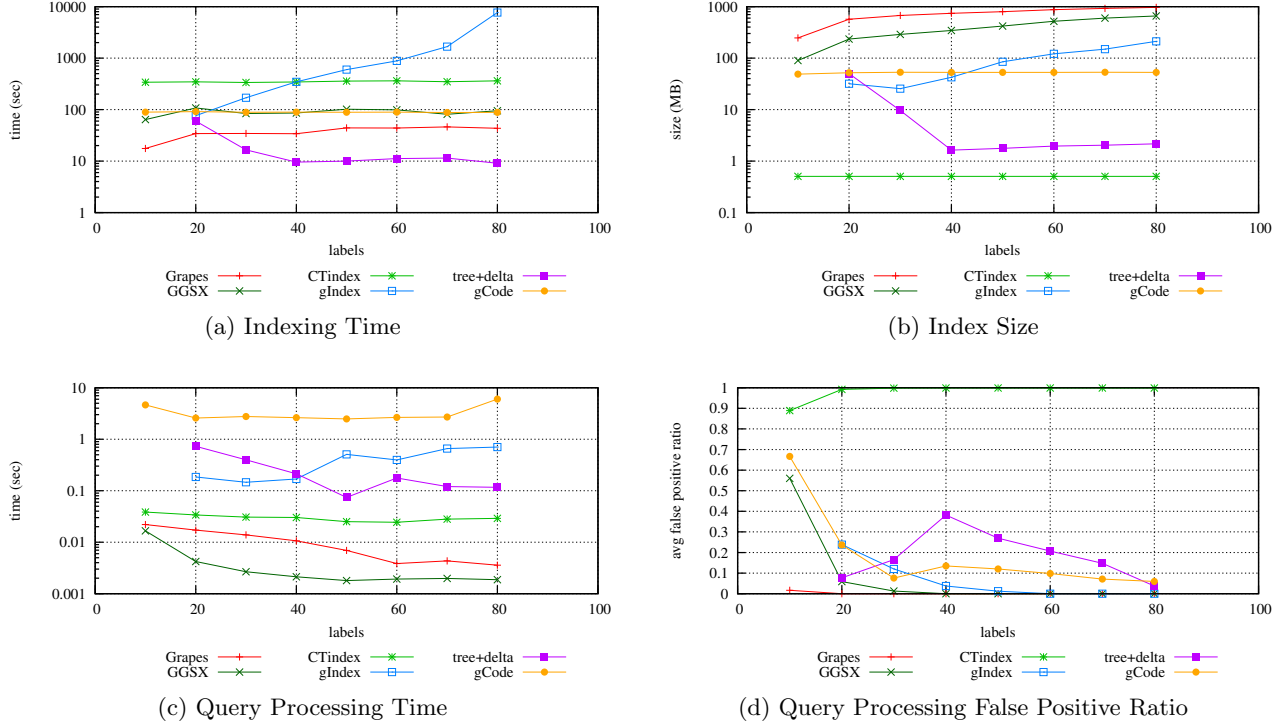 10000
1000
100
10
1
0.1
time (sec)
0 20 40 60 80 100
labels
Grapes CTindex tree+delta
GGSX gIndex gCode
(a) Indexing Time
1000
100
10
1
0.1
size (MB)
0 20 40 60 80 100
labels
Grapes CTindex tree+delta
GGSX gIndex gCode
(b) Index Size
10
1
0.1
0.01
0.001
time (sec)
0 20 40 60 80 100
labels
Grapes CTindex tree+delta
GGSX gIndex gCode
(c) Query Processing Time
1
0.9
0.8
0.7
0.6
0.5
0.4
0.3
0.2
0.1
0
avg false positive ratio
0 20 40 60 80 100
labels
Grapes CTindex tree+delta
GGSX gIndex gCode
(d) Query Processing False Positive Ratio